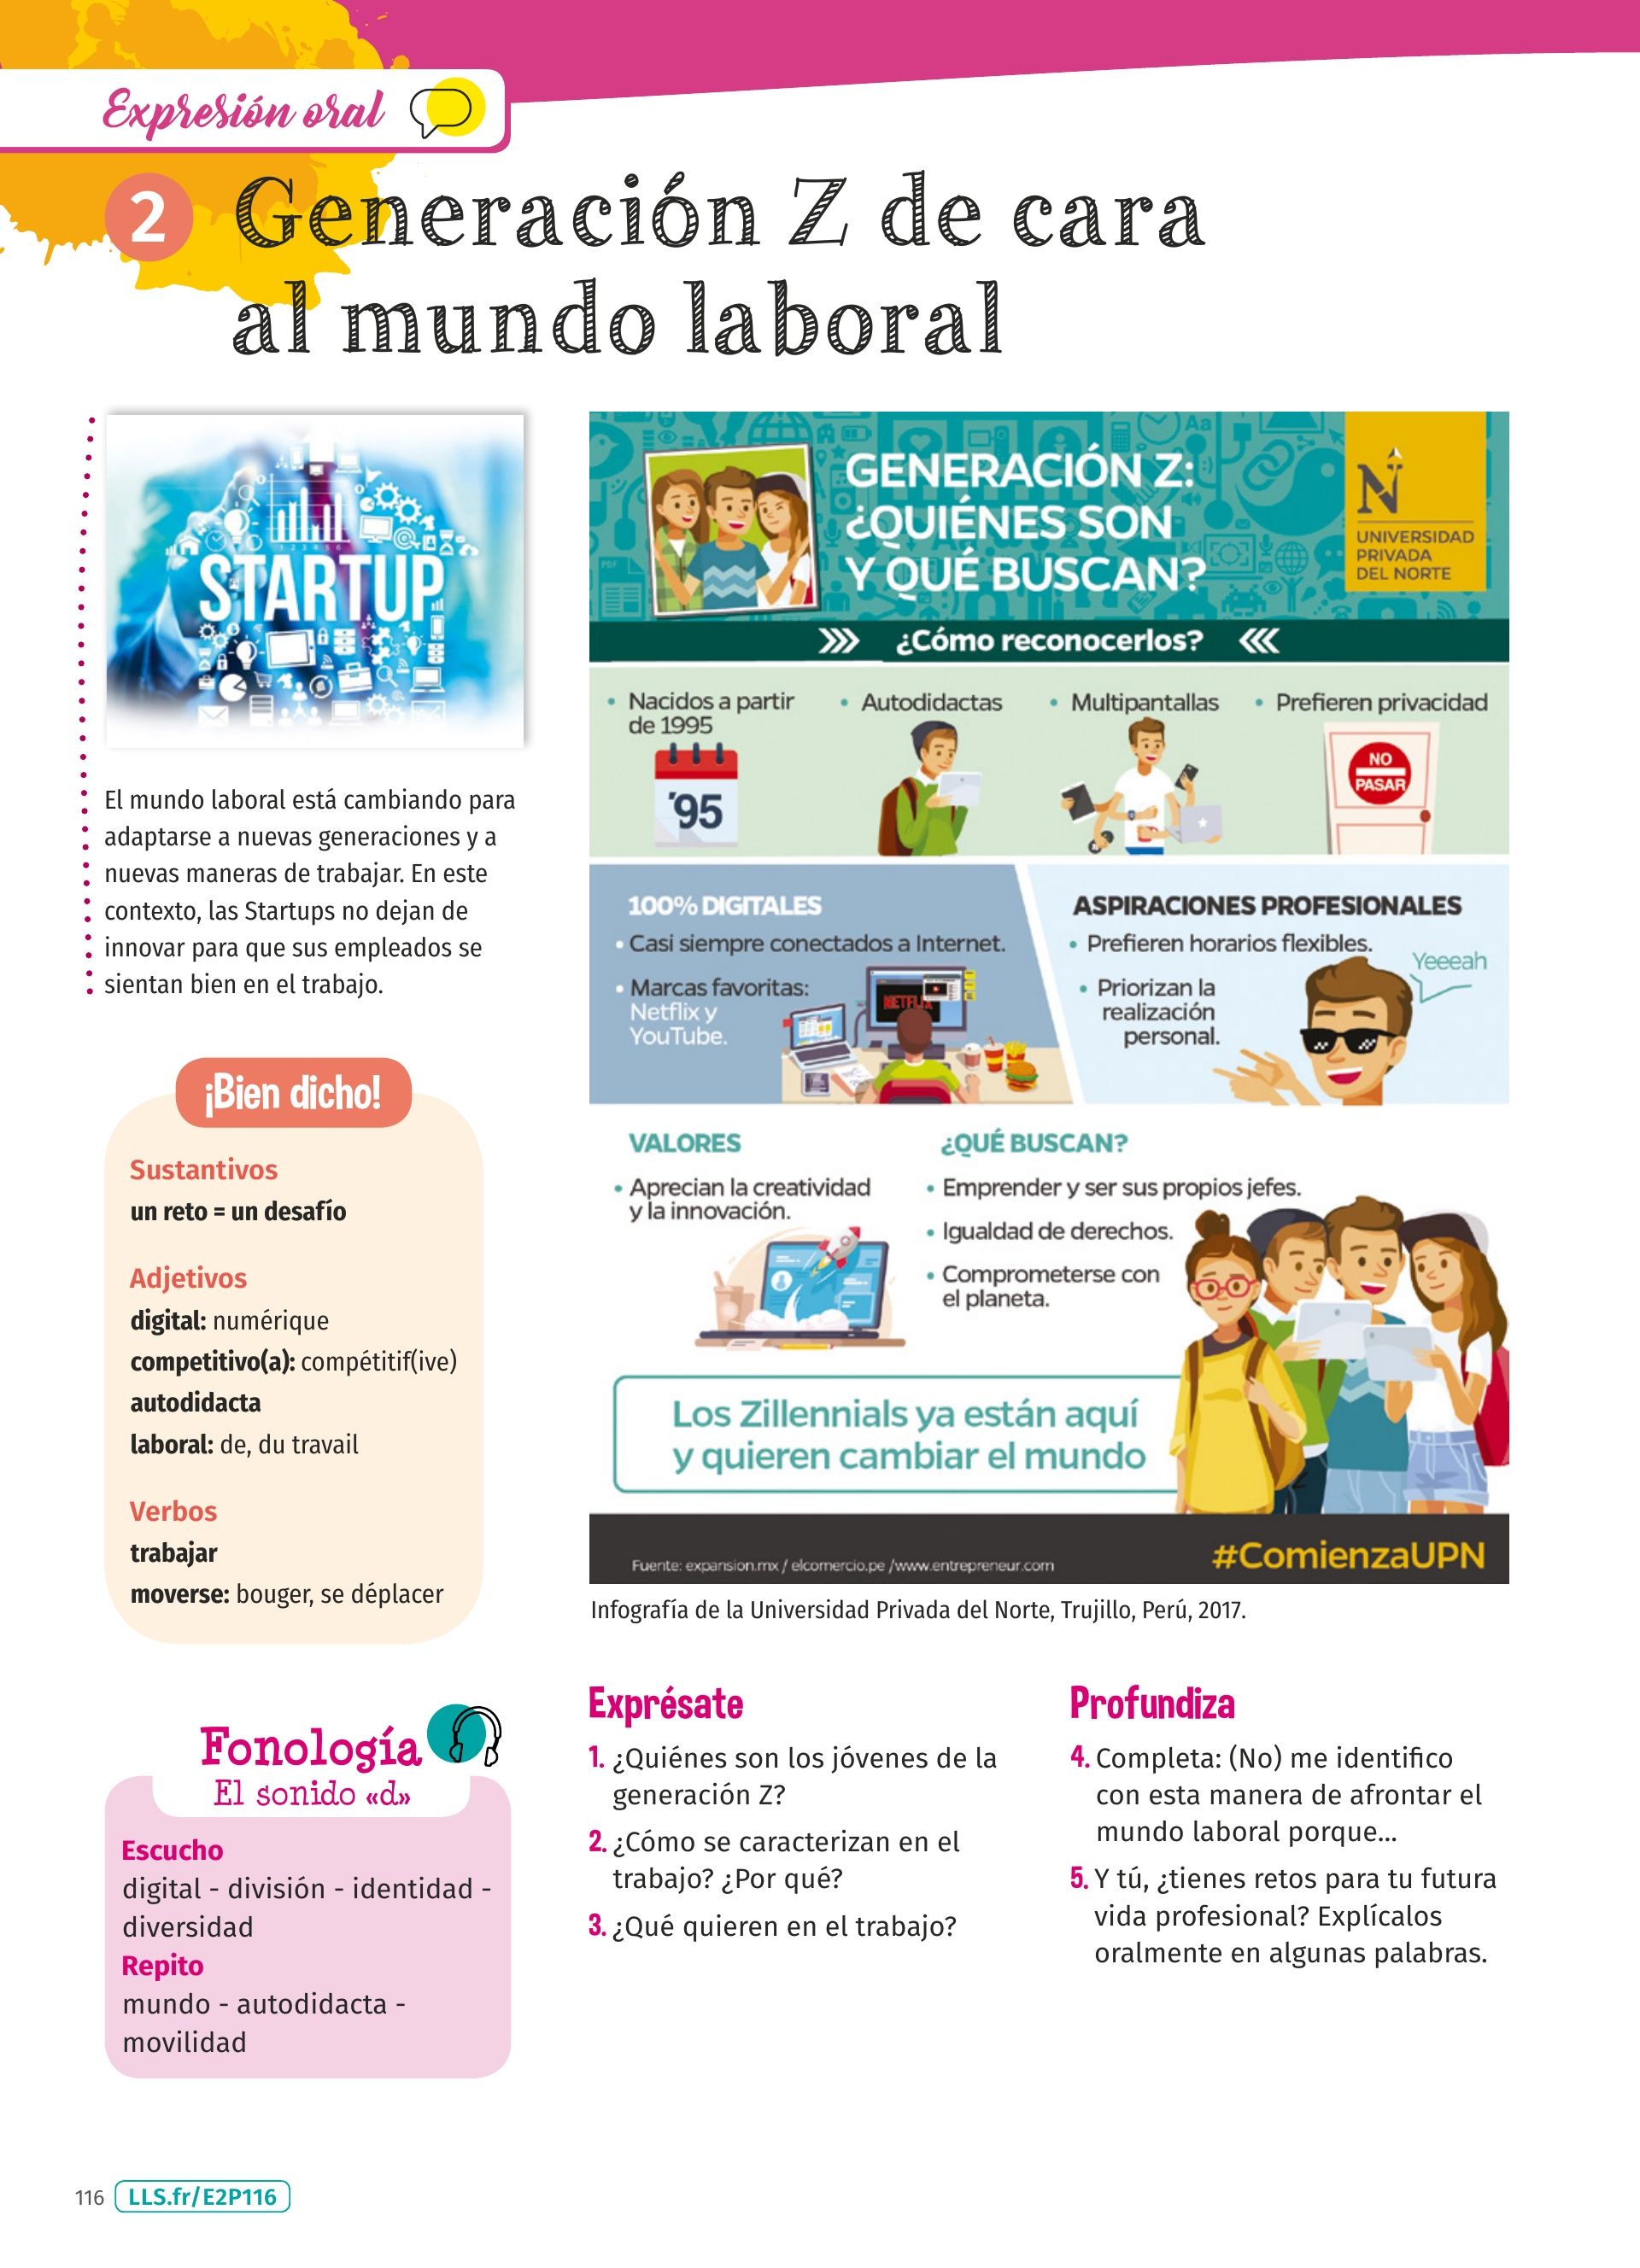 Expresión oral
2 Generación Z de cara
al mundo laboral
STARTUP
El mundo laboral está cambiando para
adaptarse a nuevas generaciones y a
nuevas maneras de trabajar. En este
contexto, las Startups no dejan de
innovar para que sus empleados se
sientan bien en el trabajo.
¡Bien dicho!
Sustantivos
un reto = un desafío
Adjetivos
digital: numérique
competitivo(a): compétitif(ive)
autodidacta
laboral: de, du travail
Verbos
trabajar
moverse: bouger, se déplacer
Fonología
El sonido «d»
Escucho
digital - división - identidad -
diversidad
Repito
mundo - autodidacta -
movilidad
GENERACIÓN Z:
¿QUIÉNES SON
Y QUÉ BUSCAN?
N
UNIVERSIDAD
PRIVADA
DEL NORTE
¿Cómo reconocerlos?
• Nacidos a partir
de 1995
'95
• Autodidactas
• Multipantallas
• Prefieren privacidad
NO
PASAR
100% DIGITALES
• Casi siempre conectados a Internet.
• Marcas favoritas:
Netflix y
YouTube.
NETFLIX
ASPIRACIONES PROFESIONALES
• Prefieren horarios flexibles.
• Priorizan la
realización
personal.
Yeeeah
VALORES
• Aprecian la creatividad
y la innovación.
¿QUÉ BUSCAN?
• Emprender y ser sus propios jefes.
• Igualdad de derechos.
• Comprometerse con
el planeta.
Los Zillennials ya están aquí
y quieren cambiar el mundo
Fuente: expansion.mx / elcomercio.pe /www.entrepreneur.com
#ComienzaUPN
Infografía de la Universidad Privada del Norte, Trujillo, Perú, 2017.
Exprésate
1. ¿Quiénes son los jóvenes de la
generación Z?
2. ¿Cómo se caracterizan en el
trabajo? ¿Por qué?
3. ¿Qué quieren en el trabajo?
Profundiza
4. Completa: (No) me identifico
con esta manera de afrontar el
mundo laboral porque...
5. Y tú, ¿tienes retos para tu futura
vida profesional? Explícalos
oralmente en algunas palabras.
116 LLS.fr/E2P116